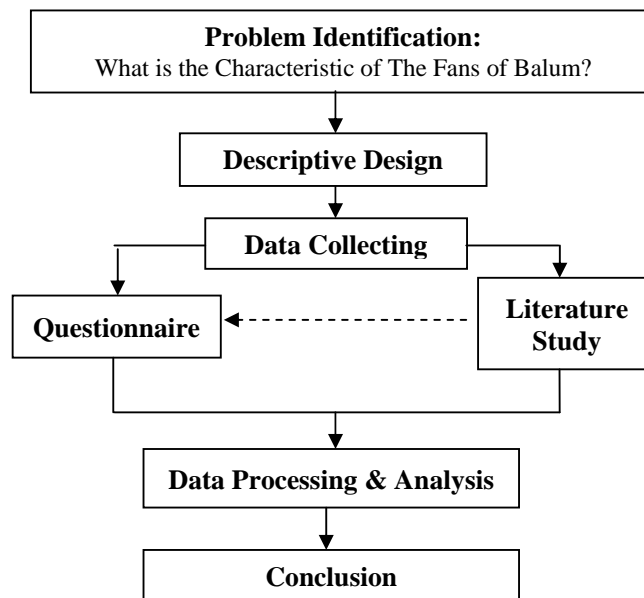 Problem Identification:
What is the Characteristic of The Fans of Balum?
Descriptive Design
Data Collecting
Questionnaire
Literature
Study
Data Processing & Analysis
Conclusion